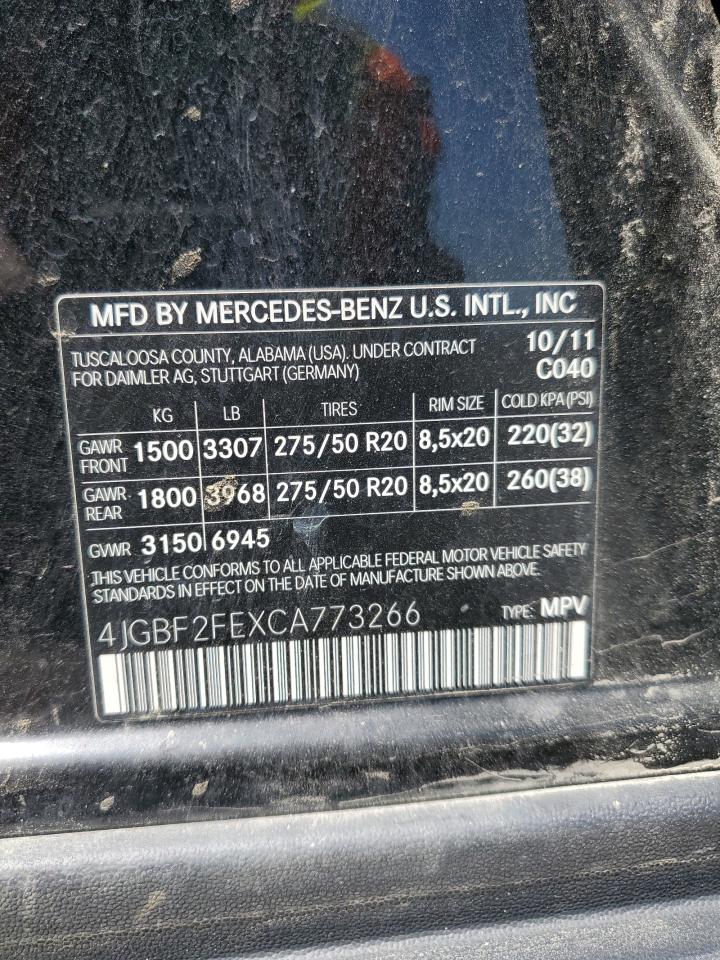 MFD BY MERCEDES-BENZ U.S. INTL., INC
TUSCALOOSA COUNTY, ALABAMA (USA). UNDER CONTRACT
FOR DAIMLER AG, STUTTGART (GERMANY)
10/11
C040
KG LB TIRES RIM SIZE COLD KPA (PSI)
GAWR FRONT 1500 3307 275/50 R20 8,5x20 220(32)
GAWR REAR 1800 3968 275/50 R20 8,5x20 260(38)
GVWR 3150 6945
THIS VEHICLE CONFORMS TO ALL APPLICABLE FEDERAL MOTOR VEHICLE SAFETY
STANDARDS IN EFFECT ON THE DATE OF MANUFACTURE SHOWN ABOVE.
4JGBF2FEXCA773266 TYPE: MPV